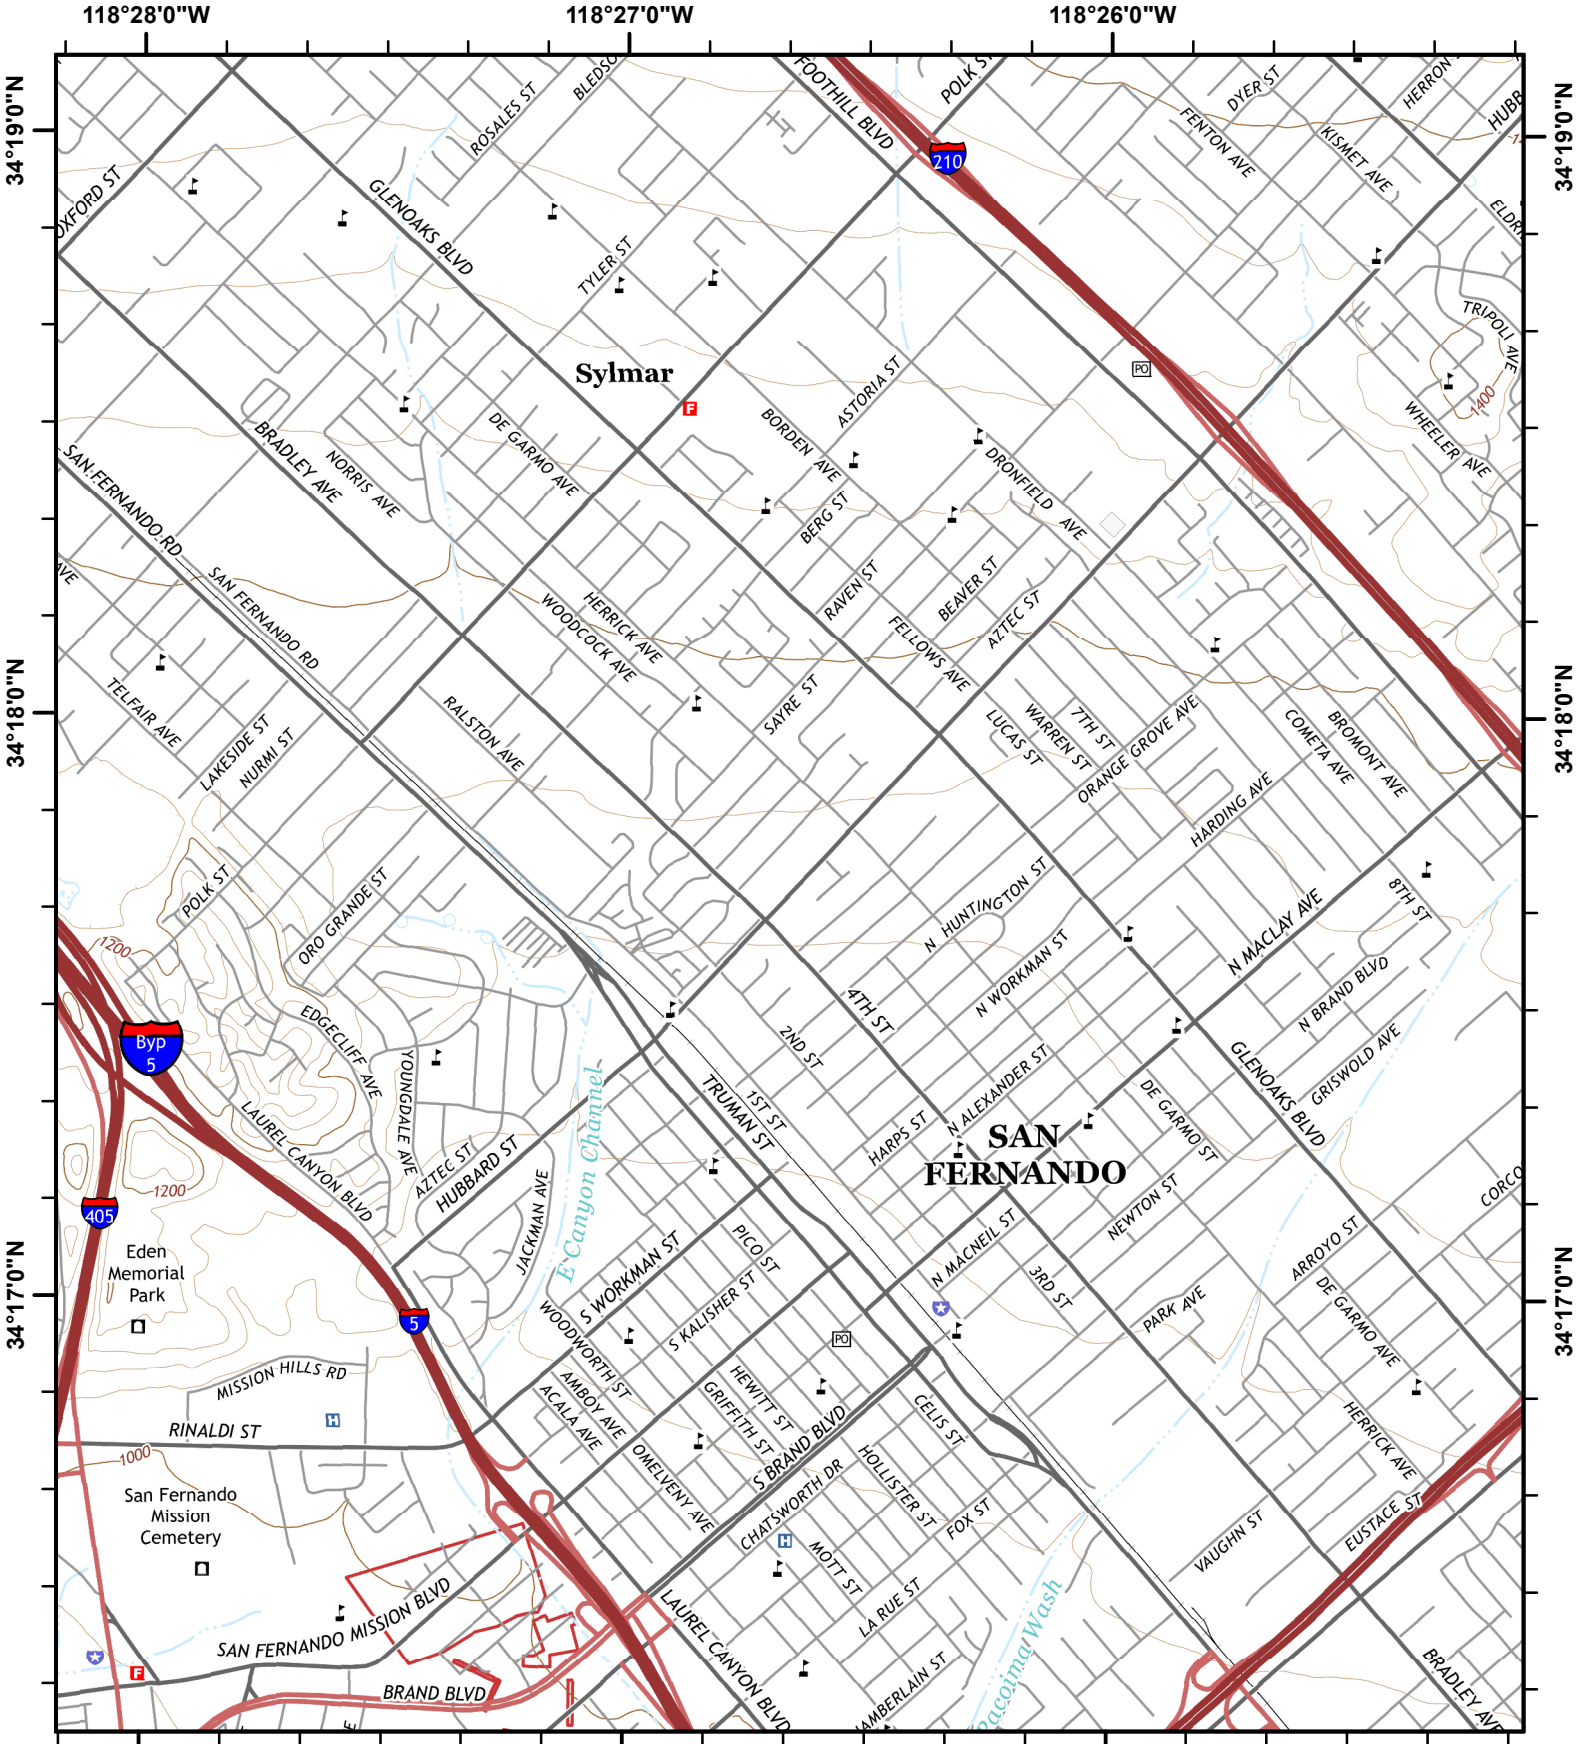 118°28'0"W
118°27'0"W
118°26'0"W
34°19'0"N
34°19'0"N
34°18'0"N
34°18'0"N
34°17'0"N
34°17'0"N
FOOTHILL BLVD
POLK ST
DYER ST
ROSALES ST
FENTON AVE
KISMET AVE
210
GLENOAKS BLVD
TYLER ST
TRIPOLI AVE
Sylmar
PO
ASTORIA ST
1400
F
BORDEN AVE
DE GARMO AVE
WHEELER AVE
BRADLEY AVE
NORRIS AVE
DRONFIELD AVE
SAN FERNANDO RD
BERG ST
SAN FERNANDO RD
RAVEN ST
BEAVER ST
AZTEC ST
HERRICK AVE
WOODCOCK AVE
FELLOWS AVE
SAYRE ST
TELFAIR AVE
LAKESIDE ST
NURMI ST
RALSTON AVE
LUCAS ST
WARREN ST
7TH ST
ORANGE GROVE AVE
COMETA AVE
BROMONT AVE
HARDING AVE
POLK ST
ORO GRANDE ST
N HUNTINGTON ST
8TH ST
N MACLAY AVE
1200
N WORKMAN ST
N BRAND BLVD
4TH ST
2ND ST
EDGECLIFF AVE
Byp
5
YOUNGDALE AVE
GLENOAKS BLVD
GRISWOLD AVE
N ALEXANDER ST
TRUMAN ST
1ST ST
DE GARMO ST
HARPS ST
LAUREL CANYON BLVD
AZTEC ST
HUBBARD ST
SAN
FERNANDO
E Canyon Channel
JACKMAN AVE
1200
405
NEWTON ST
N MACNEIL ST
3RD ST
ARROYO ST
Eden
Memorial
Park
PICO ST
S WORKMAN ST
S KALISHER ST
PARK AVE
DE GARMO AVE
5
WOODWORTH ST
PO
MISSION HILLS RD
AMBOY AVE
ACALA AVE
HEWITT ST
GRIFFITH ST
CELIS ST
HERRICK AVE
H
RINALDI ST
S BRAND BLVD
1000
OMELVENY AVE
HOLLISTER ST
CHATSWORTH DR
FOX ST
San Fernando
Mission
Cemetery
H
MOTT ST
VAUGHN ST
EUSTACE ST
SAN FERNANDO MISSION BLVD
LAUREL CANYON BLVD
LA RUE ST
Pacoima Wash
F
BRAND BLVD
BRADLEY AVE